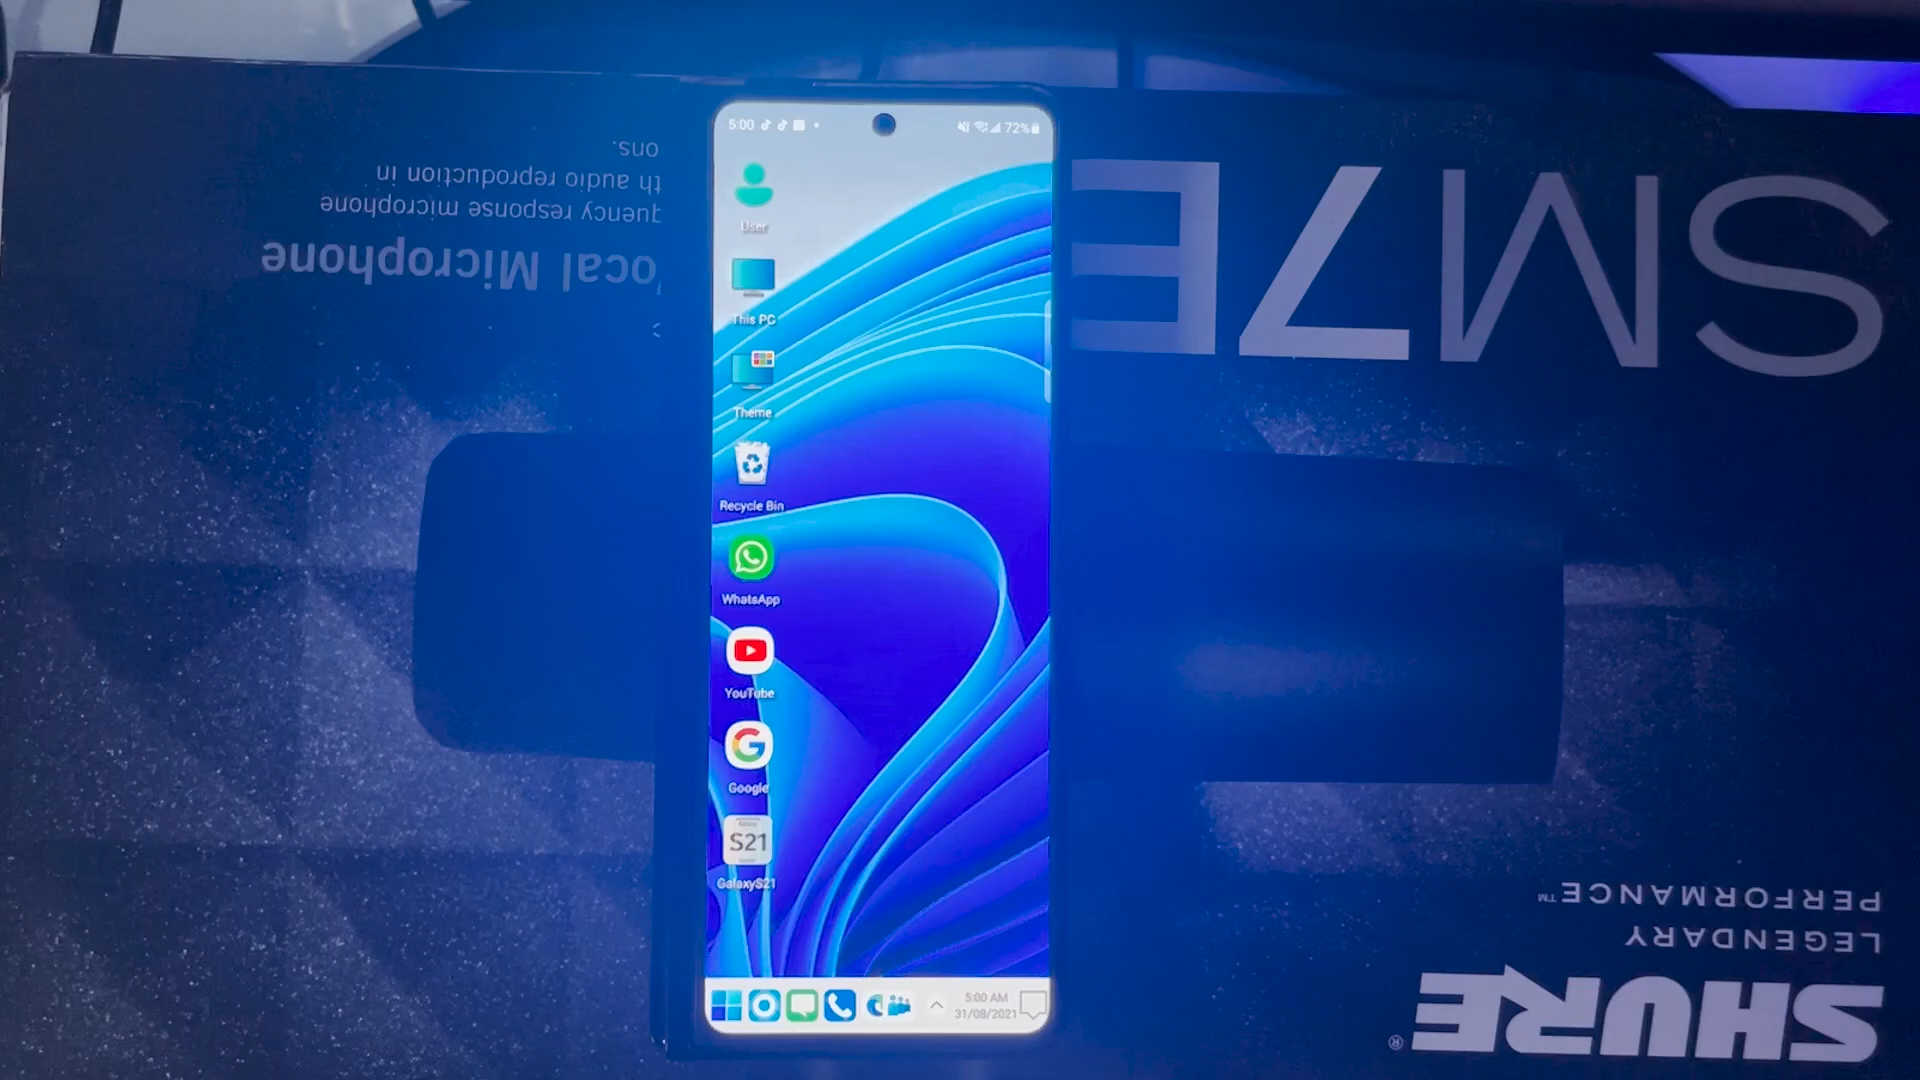 5:00
72%
User
This PC
Theme
Recycle Bin
WhatsApp
YouTube
Google
S21
GalaxyS21
5:00 AM
31/08/2021
SHURE®
LEGENDARY
PERFORMANCE™
SM7E
ocal Microphone
quency response microphone
th audio reproduction in
ons.